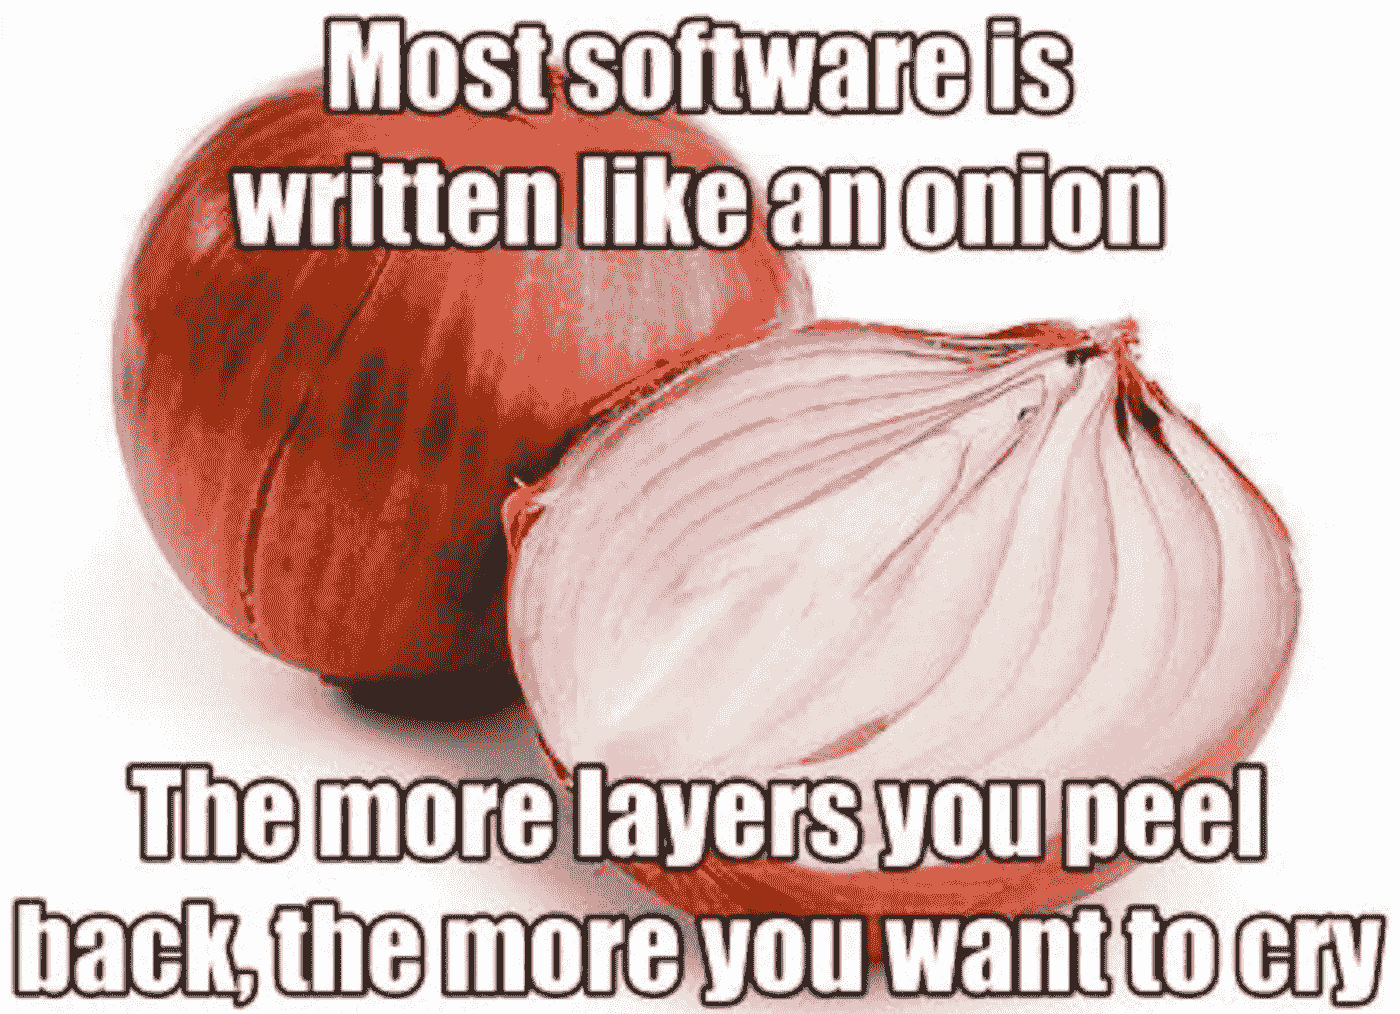 Most software is
written like an onion
The more layers you peel
back, the more you want to cry